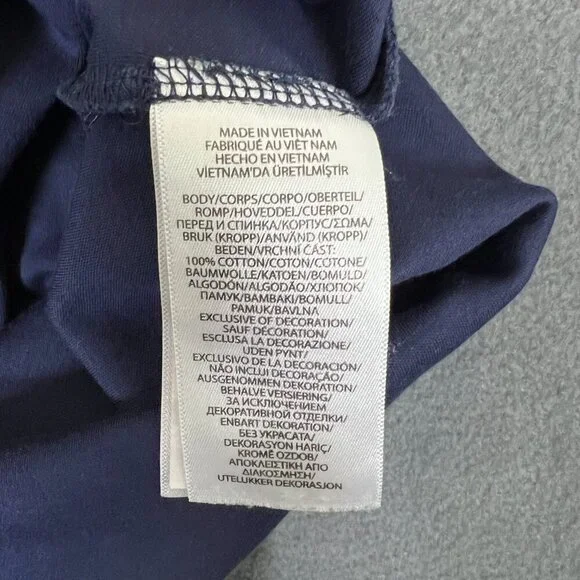 MADE IN VIETNAM
FABRIQUÉ AU VIÊT NAM
HECHO EN VIETNAM
VİETNAM'DA ÜRETİLMİŞTİR
BODY/CORPS/CORPO/OBERTEIL/
ROMP/HOVEDDEL/CUERPO/
ПЕРЕД И СПИНКА/КОРПУС/ΣΩΜΑ/
BRUK (KROPP)/ANVÄND (KROPP)/
BEDEN/VRCHNÍ ČÁST:
100% COTTON/COTON/COTONE/
BAUMWOLLE/KATOEN/BOMULD/
ALGODÓN/ALGODÃO/ХЛОПОК/
ПАМУК/ΒΑΜΒΑΚΙ/BOMULL/
PAMUK/BAVLNA
EXCLUSIVE OF DECORATION/
SAUF DÉCORATION/
ESCLUSA LA DECORAZIONE/
UDEN PYNT/
EXCLUSIVO DE LA DECORACIÓN/
NÃO INCLUI DECORAÇÃO/
AUSGENOMMEN DEKORATION/
BEHALVE VERSIERING/
ЗА ИСКЛЮЧЕНИЕМ
ДЕКОРАТИВНОЙ ОТДЕЛКИ/
ENBART DEKORATION/
БЕЗ УКРАСАТА/
DEKORASYON HARİÇ/
KROMĚ OZDOB/
ΑΠΟΚΛΕΙΣΤΙΚΗ ΑΠΟ
ΔΙΑΚΟΣΜΗΣΗ/
UTELUKKER DEKORASJON